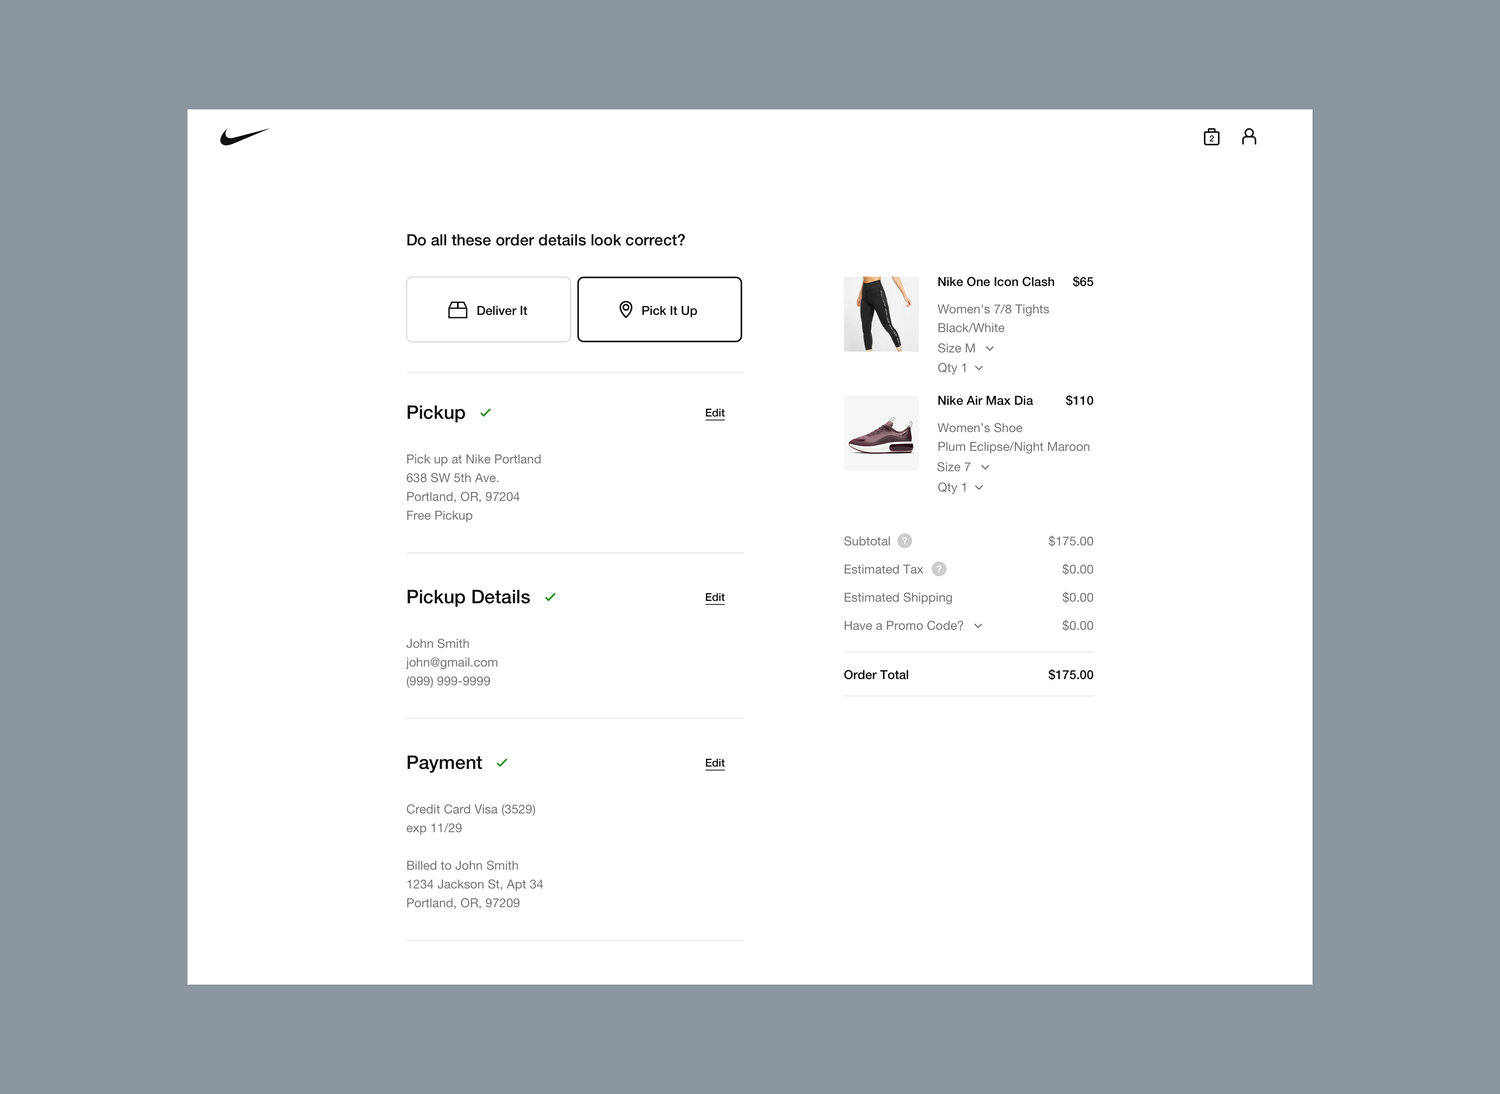 2
Do all these order details look correct?
Deliver It
Pick It Up
Pickup
Edit
Pick up at Nike Portland
638 SW 5th Ave.
Portland, OR, 97204
Free Pickup
Pickup Details
Edit
John Smith
john@gmail.com
(999) 999-9999
Payment
Edit
Credit Card Visa (3529)
exp 11/29
Billed to John Smith
1234 Jackson St, Apt 34
Portland, OR, 97209
Nike One Icon Clash $65
Women's 7/8 Tights
Black/White
Size M
Qty 1
Nike Air Max Dia $110
Women's Shoe
Plum Eclipse/Night Maroon
Size 7
Qty 1
Subtotal ? $175.00
Estimated Tax ? $0.00
Estimated Shipping $0.00
Have a Promo Code? $0.00
Order Total $175.00